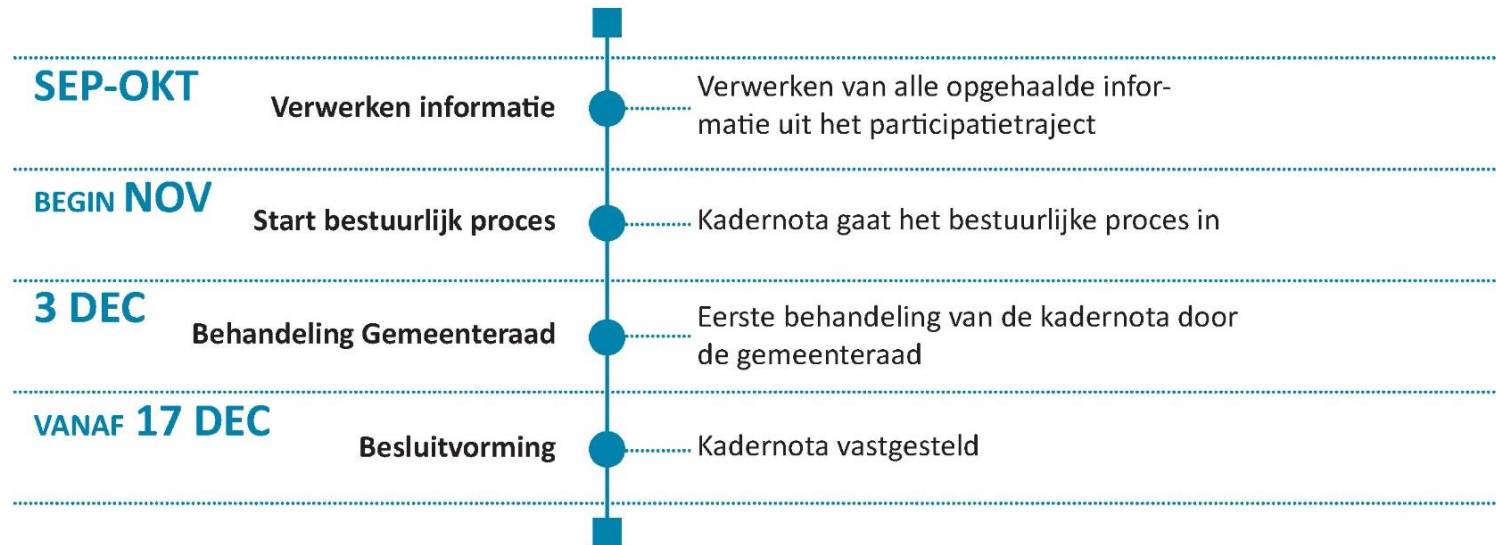 SEP-OKT
Verwerken informatie
Verwerken van alle opgehaalde infor-
matie uit het participatietraject
BEGIN NOV
Start bestuurlijk proces
Kadernota gaat het bestuurlijke proces in
3 DEC
Behandeling Gemeenteraad
Eerste behandeling van de kadernota door
de gemeenteraad
VANAF 17 DEC
Besluitvorming
Kadernota vastgesteld